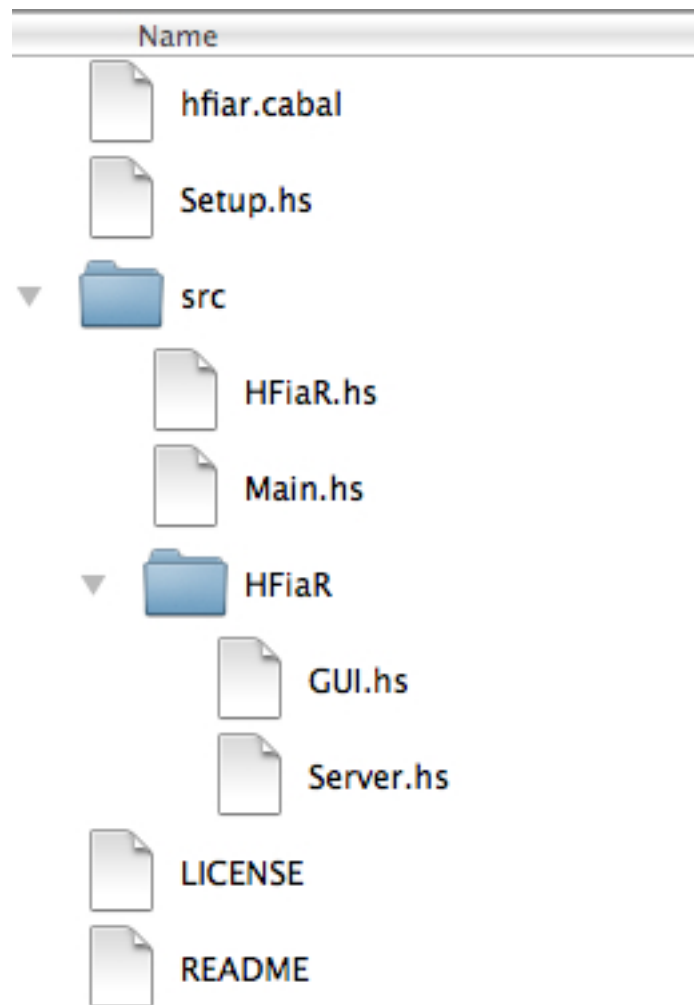 Name
hfiar.cabal
Setup.hs
src
HFiaR.hs
Main.hs
HFiaR
GUI.hs
Server.hs
LICENSE
README